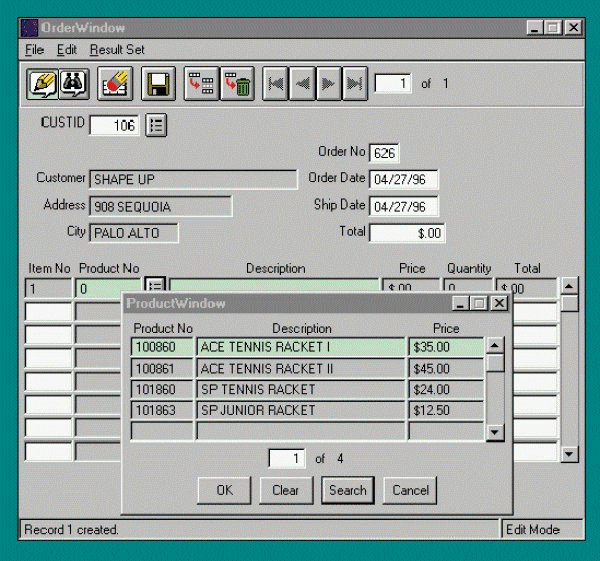 OrderWindow
File Edit Result Set
1 of 1
CUSTID 106
Order No 626
Customer SHAPE UP Order Date 04/27/96
Address 908 SEQUOIA Ship Date 04/27/96
City PALO ALTO Total $.00
Item No Product No Description Price Quantity Total
1 0 $.00 0 $.00
ProductWindow
Product No Description Price
100860 ACE TENNIS RACKET I $35.00
100861 ACE TENNIS RACKET II $45.00
101860 SP TENNIS RACKET $24.00
101863 SP JUNIOR RACKET $12.50
1 of 4
OK Clear Search Cancel
Record 1 created. Edit Mode